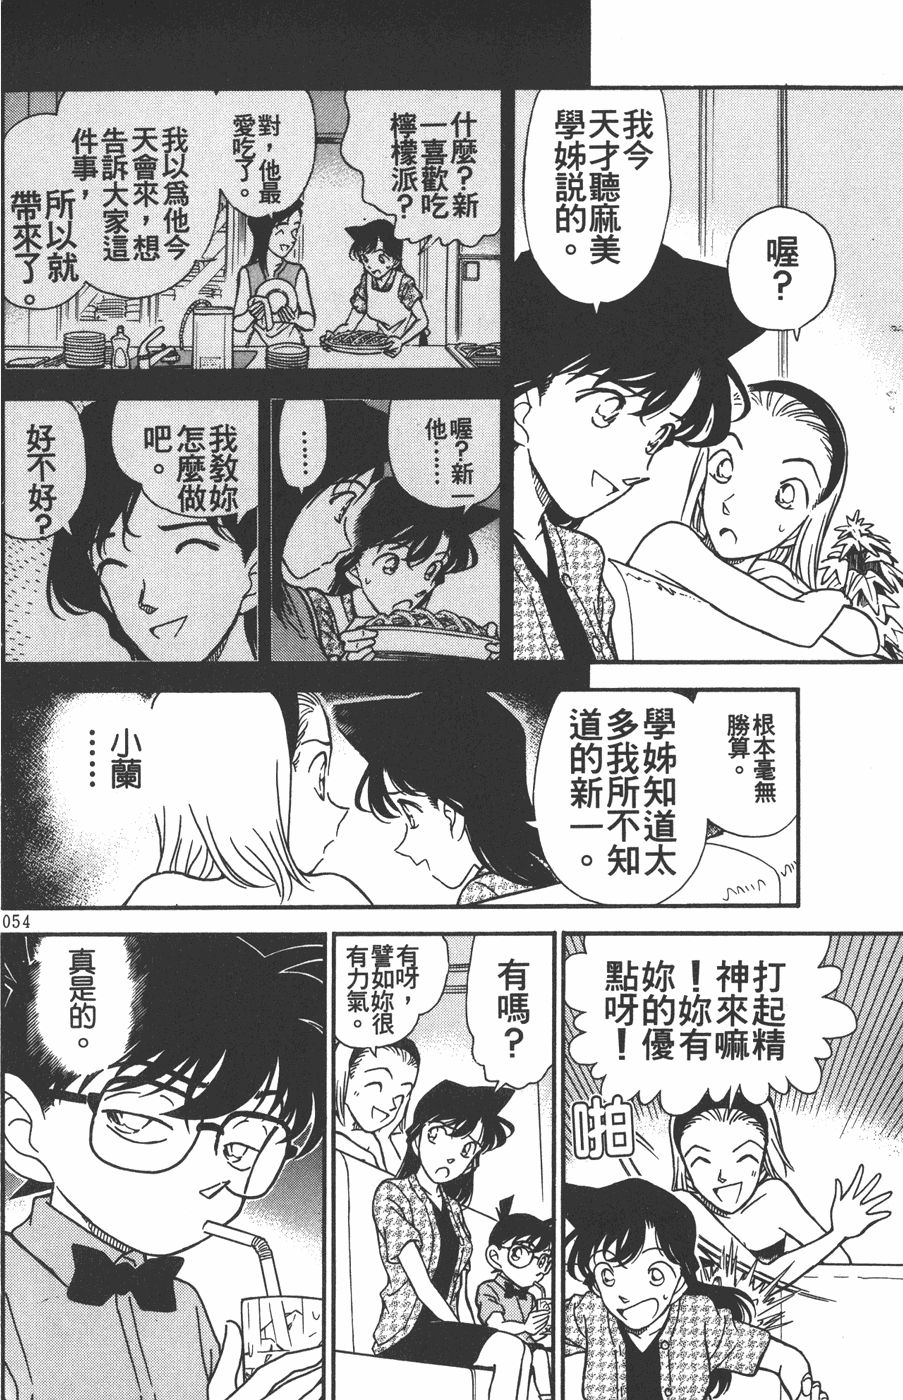 喔？
我今
天才聽麻美
學姊說的。
什麼？新
一喜歡吃
檸檬派？
對，他最
愛吃了。
我以爲他今
天會來，想
告訴大家這
件事，
所以就
帶來了。
喔？新一
他……
……
我教妳
怎麼做
吧。
好不好？
根本毫無
勝算。
學姊知道太
多我所不知
道的新一。
小蘭
……
打起精
神來嘛
！妳有
妳的優
點呀！
啪
有嗎？
有呀，
譬如妳很
有力氣。
真是的。
054